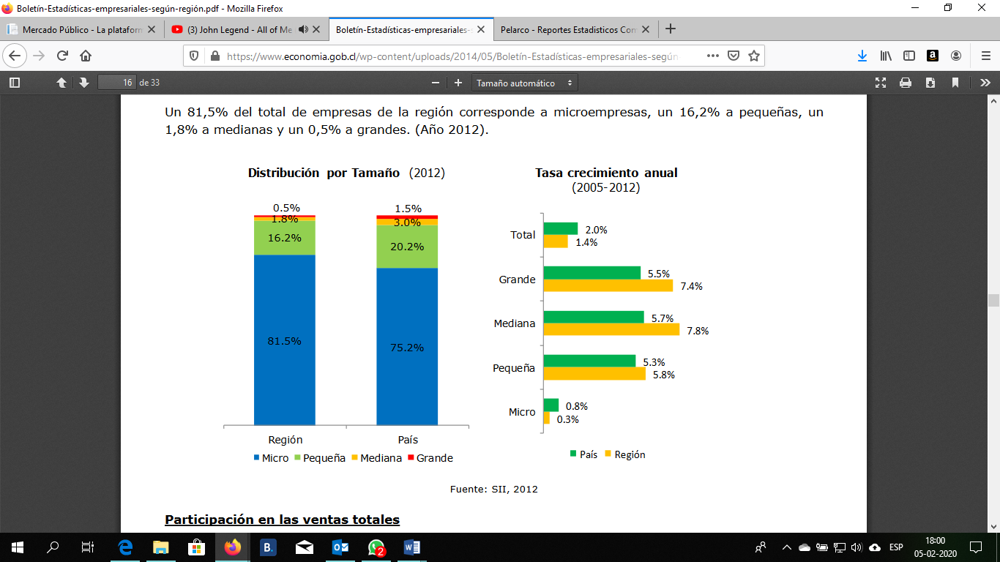 Boletín-Estadísticas-empresariales-según-región.pdf - Mozilla Firefox
Mercado Público - La plataform
(3) John Legend - All of Me
Boletín-Estadísticas-empresariales-
Pelarco - Reportes Estadisticos Com
https://www.economia.gob.cl/wp-content/uploads/2014/05/Boletín-Estadísticas-empresariales-según-
16 de 33
Tamaño automático
Un 81,5% del total de empresas de la región corresponde a microempresas, un 16,2% a pequeñas, un
1,8% a medianas y un 0,5% a grandes. (Año 2012).
Distribución por Tamaño (2012)
0.5%
1.8%
16.2%
81.5%
1.5%
3.0%
20.2%
75.2%
Región
País
Micro Pequeña Mediana Grande
Tasa crecimiento anual
(2005-2012)
Total
2.0%
1.4%
Grande
5.5%
7.4%
Mediana
5.7%
7.8%
Pequeña
5.3%
5.8%
Micro
0.8%
0.3%
País Región
Fuente: SII, 2012
Participación en las ventas totales
B.
2
ESP
18:00
05-02-2020